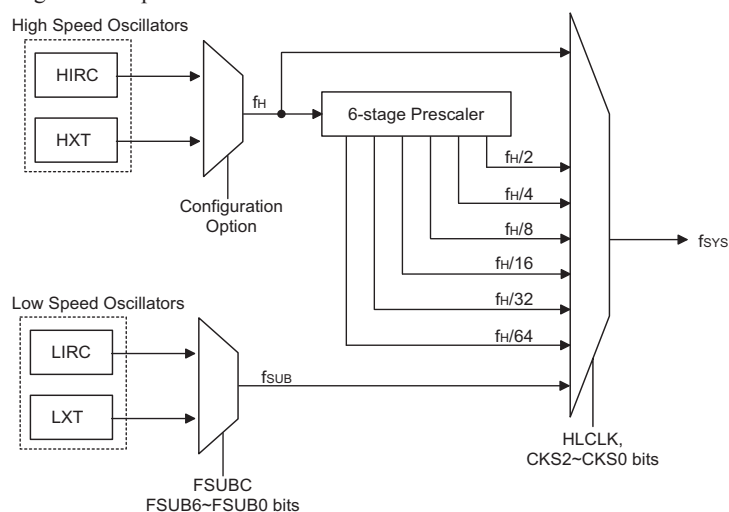 High Speed Oscillators
HIRC
HXT
fH
6-stage Prescaler
Configuration
Option
fH/2
fH/4
fH/8
fH/16
fH/32
fH/64
fSYS
Low Speed Oscillators
LIRC
LXT
fSUB
FSUBC
FSUB6~FSUB0 bits
HLCLK,
CKS2~CKS0 bits